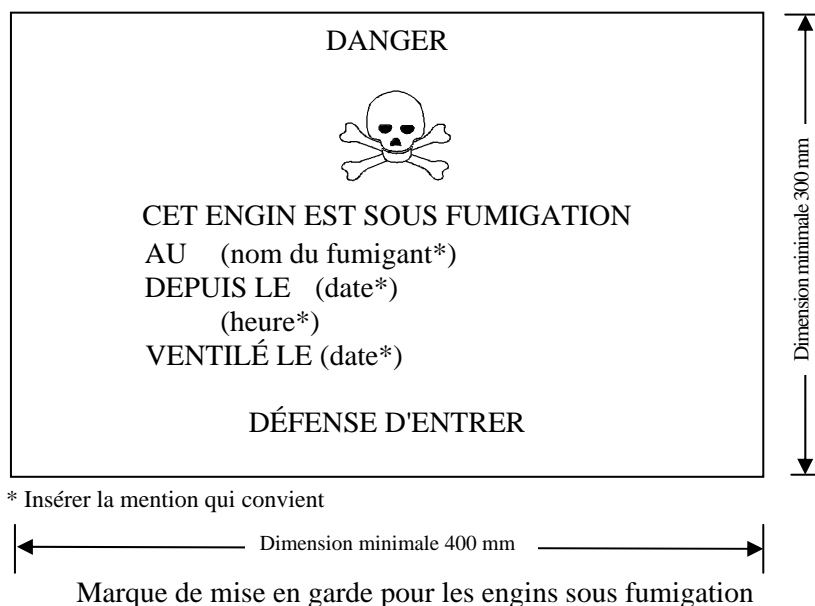 DANGER
CET ENGIN EST SOUS FUMIGATION
AU (nom du fumigant*)
DEPUIS LE (date*)
(heure*)
VENTILÉ LE (date*)
DÉFENSE D'ENTRER
Dimension minimale 300 mm
* Insérer la mention qui convient
Dimension minimale 400 mm
Marque de mise en garde pour les engins sous fumigation